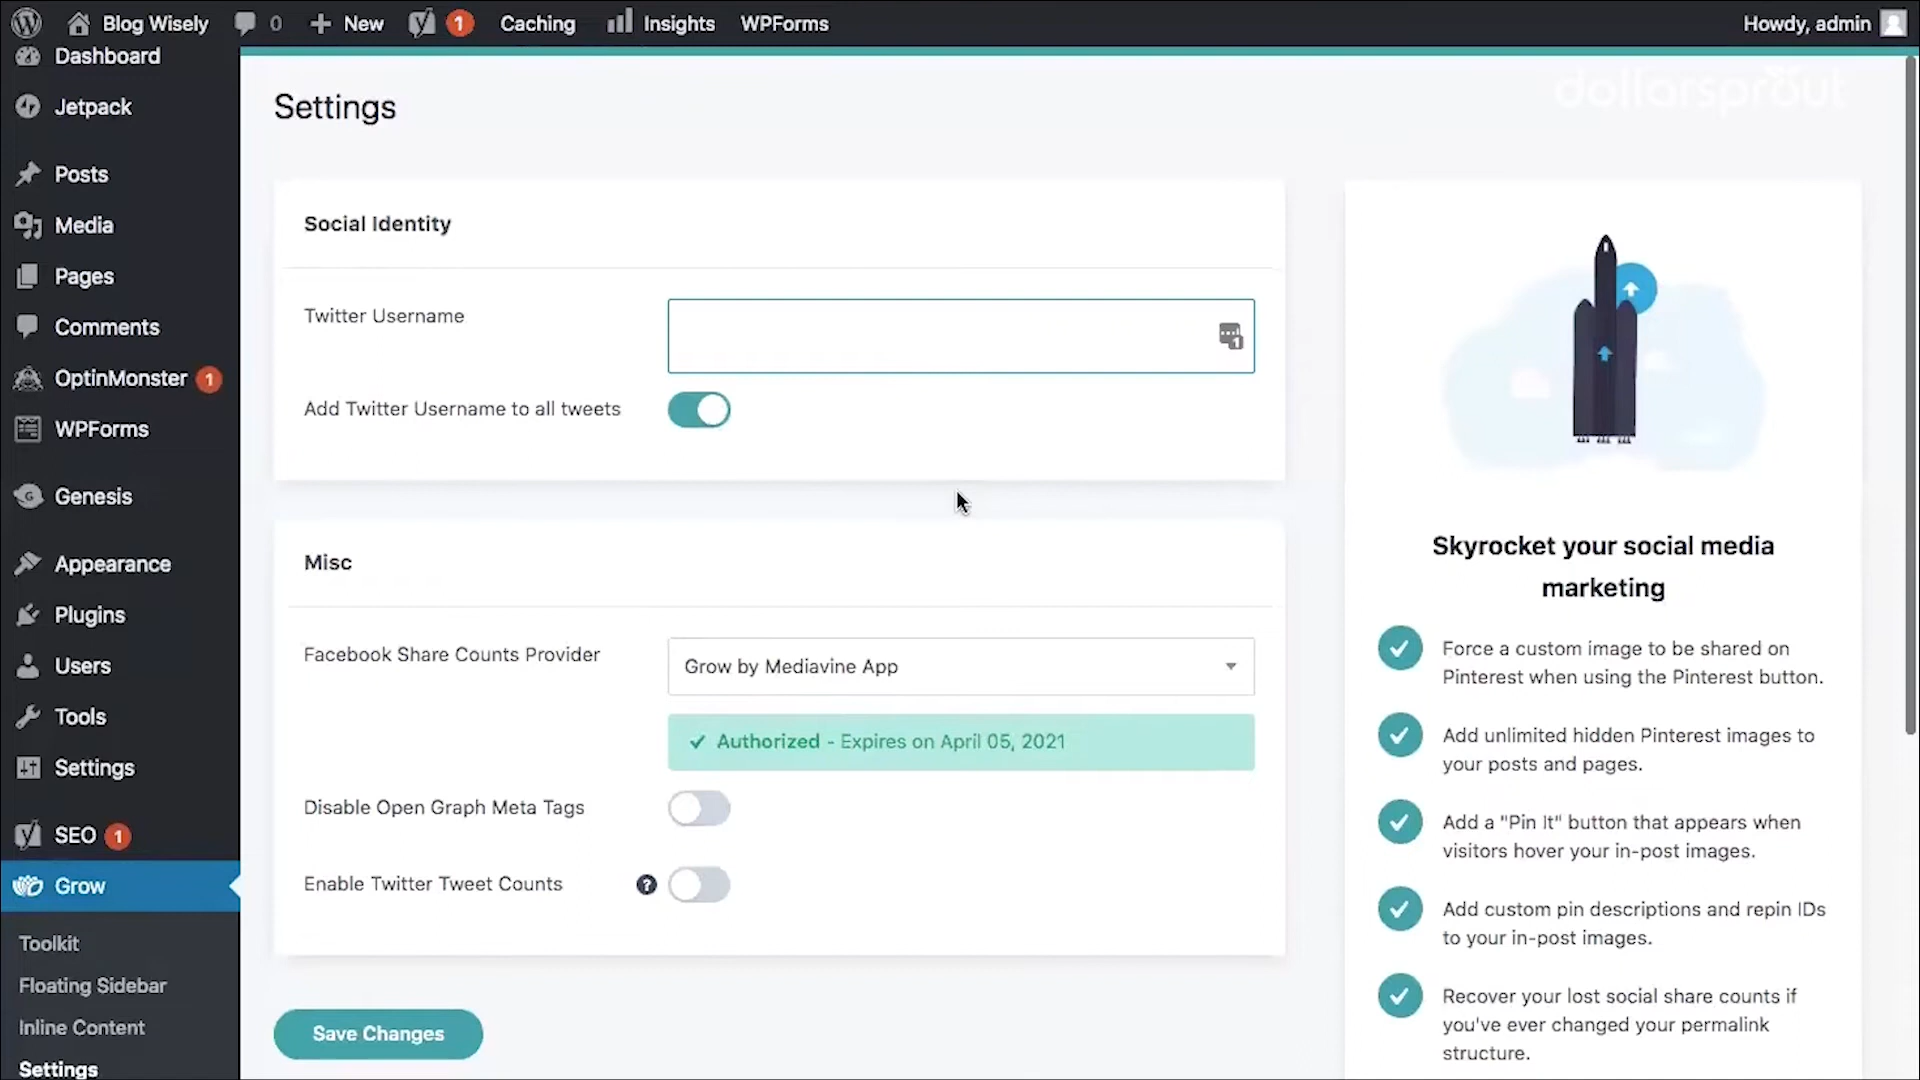 Blog Wisely 0 New 1 Caching Insights WPForms Howdy, admin
Dashboard
Jetpack
Posts
Media
Pages
Comments
OptinMonster 1
WPForms
Genesis
Appearance
Plugins
Users
Tools
Settings
SEO 1
Grow
Toolkit
Floating Sidebar
Inline Content
Settings
dollarsprout
Settings
Social Identity
Twitter Username
1
Add Twitter Username to all tweets
Misc
Facebook Share Counts Provider
Grow by Mediavine App
Authorized - Expires on April 05, 2021
Disable Open Graph Meta Tags
Enable Twitter Tweet Counts ?
Save Changes
Skyrocket your social media
marketing
Force a custom image to be shared on
Pinterest when using the Pinterest button.
Add unlimited hidden Pinterest images to
your posts and pages.
Add a "Pin It" button that appears when
visitors hover your in-post images.
Add custom pin descriptions and repin IDs
to your in-post images.
Recover your lost social share counts if
you've ever changed your permalink
structure.